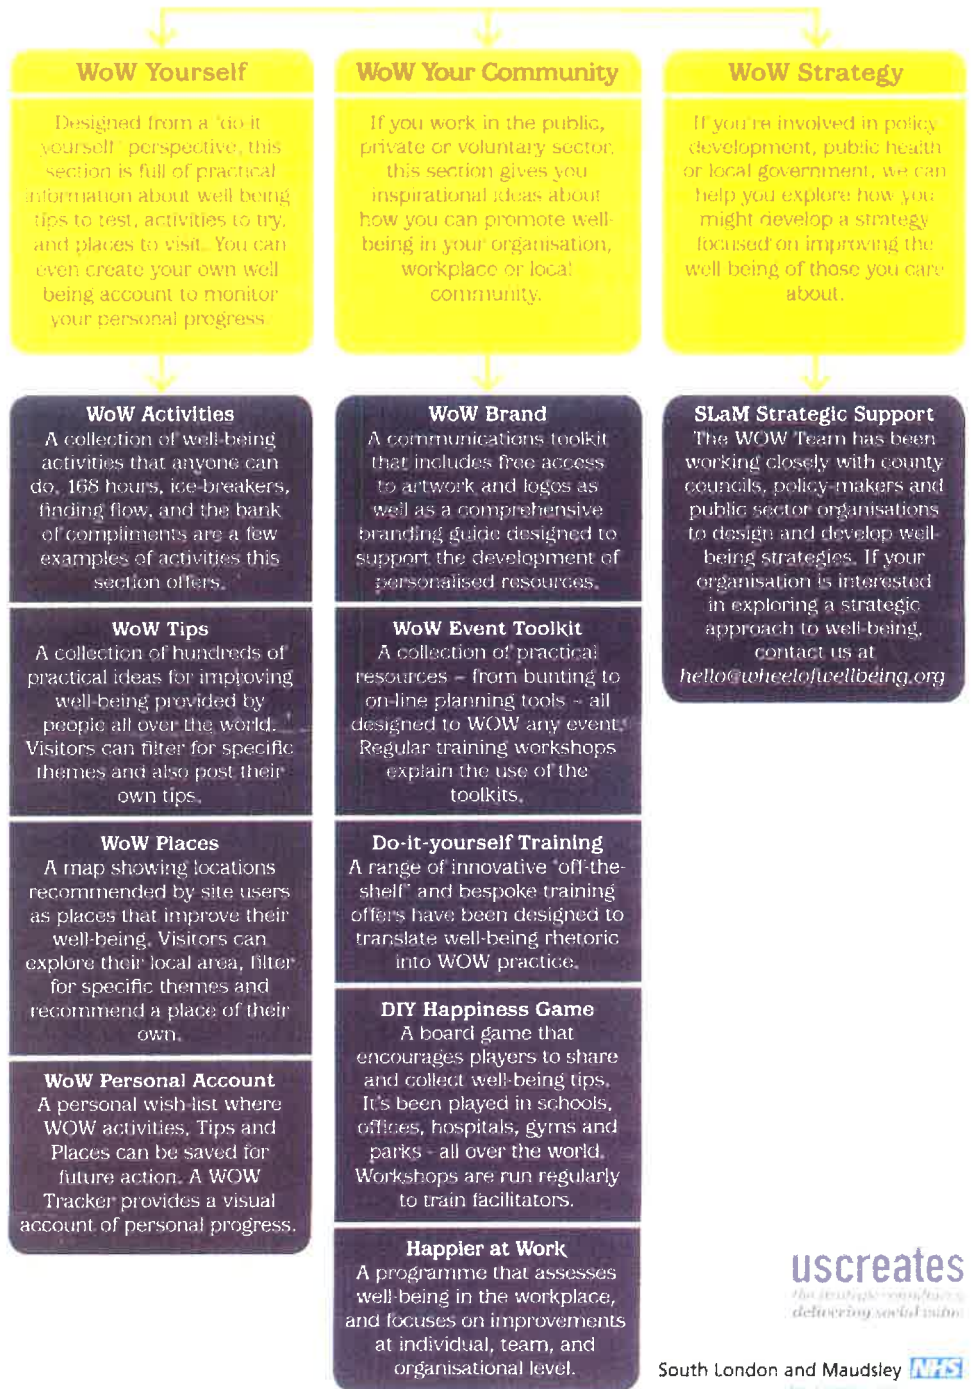 WoW Yourself
Designed from a "do it
yourself" perspective, this
section is full of practical
information about well being
tips to test, activities to try,
and places to visit. You can
even create your own well
being account to monitor
your personal progress.
WoW Your Community
If you work in the public,
private or voluntary sector,
this section gives you
inspirational ideas about
how you can promote well-
being in your organisation,
workplace or local
community.
WoW Strategy
If you're involved in policy
development, public health
or local government, we can
help you explore how you
might develop a strategy
focused on improving the
well being of those you care
about.
WoW Activities
A collection of well-being
activities that anyone can
do. 168 hours, ice-breakers,
finding flow, and the bank
of compliments are a few
examples of activities this
section offers.
WoW Tips
A collection of hundreds of
practical ideas for improving
well-being provided by
people all over the world.
Visitors can filter for specific
themes and also post their
own tips.
WoW Places
A map showing locations
recommended by site users
as places that improve their
well-being. Visitors can
explore their local area, filter
for specific themes and
recommend a place of their
own.
WoW Personal Account
A personal wish-list where
WOW activities, Tips and
Places can be saved for
future action. A WOW
Tracker provides a visual
account of personal progress.
WoW Brand
A communications toolkit
that includes free access
to artwork and logos as
well as a comprehensive
branding guide designed to
support the development of
personalised resources.
WoW Event Toolkit
A collection of practical
resources – from bunting to
on-line planning tools – all
designed to WOW any event.
Regular training workshops
explain the use of the
toolkits.
Do-it-yourself Training
A range of innovative "off-the-
shelf" and bespoke training
offers have been designed to
translate well-being rhetoric
into WOW practice.
DIY Happiness Game
A board game that
encourages players to share
and collect well-being tips.
It's been played in schools,
offices, hospitals, gyms and
parks - all over the world.
Workshops are run regularly
to train facilitators.
Happier at Work
A programme that assesses
well-being in the workplace,
and focuses on improvements
at individual, team, and
organisational level.
SLaM Strategic Support
The WOW Team has been
working closely with county
councils, policy-makers and
public sector organisations
to design and develop well-
being strategies. If your
organisation is interested
in exploring a strategic
approach to well-being,
contact us at
hello@wheelofwellbeing.org
uscreates
the strategic
delivering social value
South London and Maudsley NHS